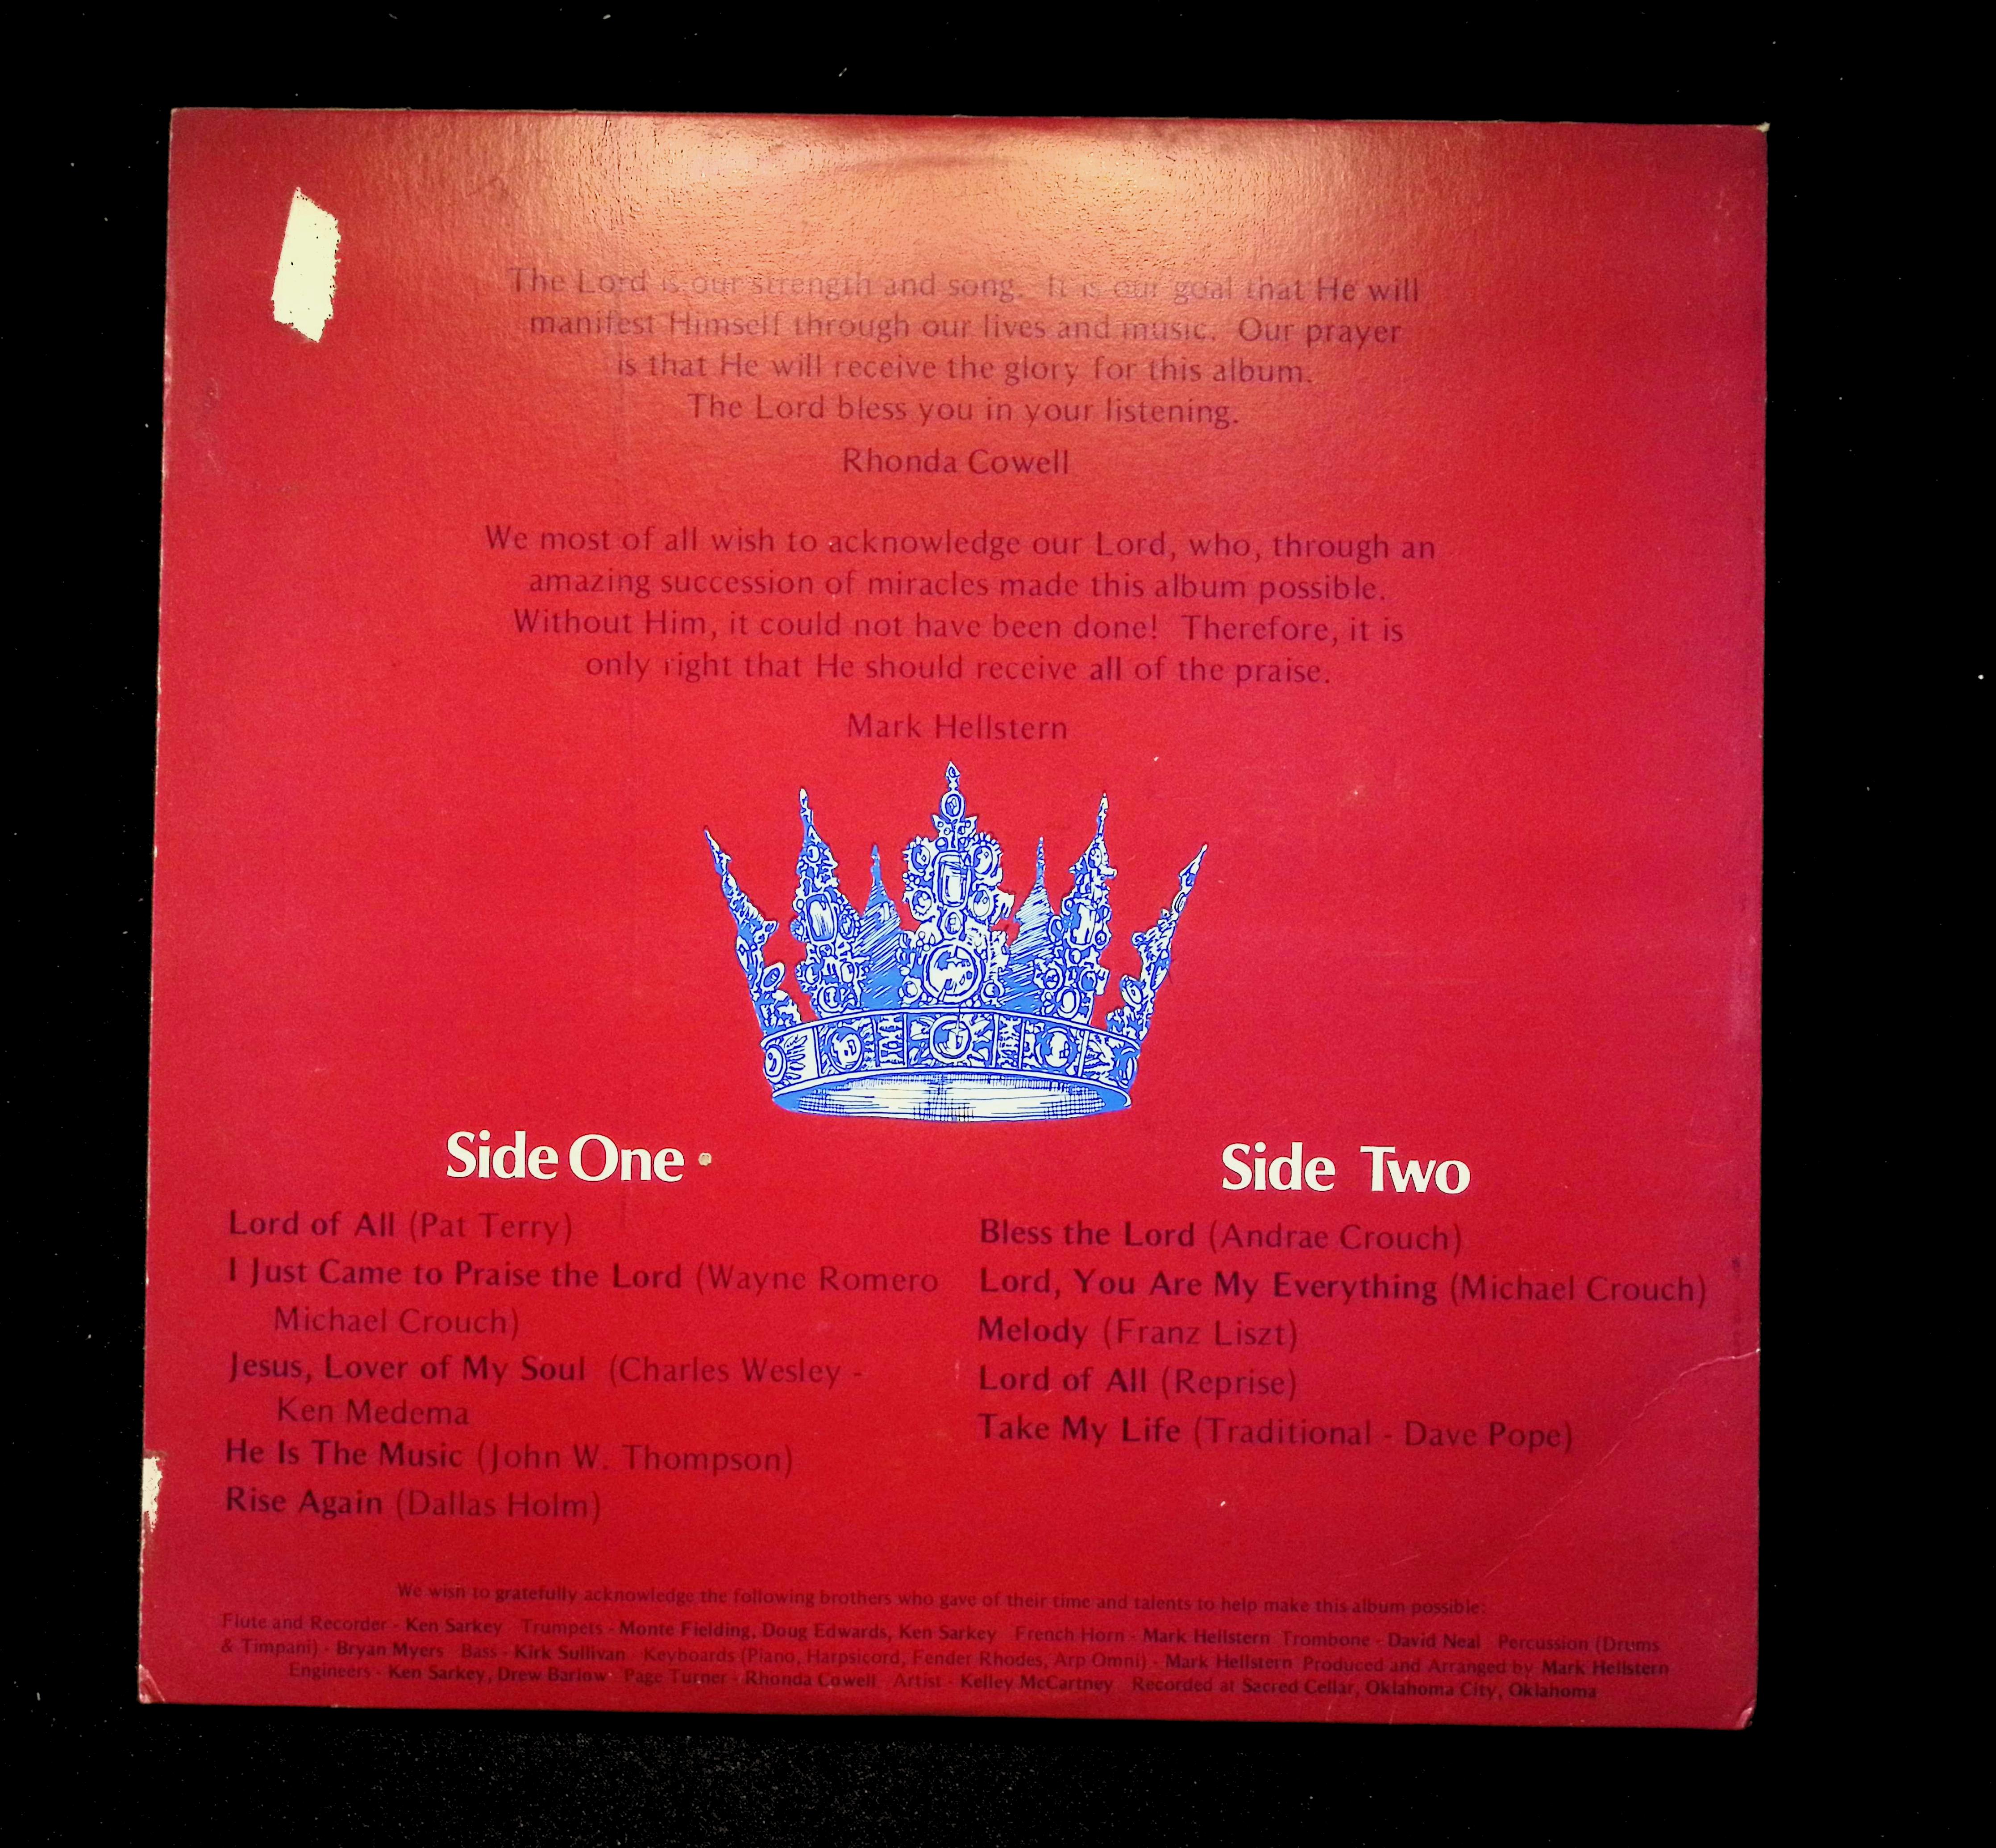 The Lord is our strength and song. It is our goal that He will
manifest Himself through our lives and music. Our prayer
is that He will receive the glory for this album.
The Lord bless you in your listening.
Rhonda Cowell
We most of all wish to acknowledge our Lord, who, through an
amazing succession of miracles made this album possible.
Without Him, it could not have been done! Therefore, it is
only right that He should receive all of the praise.
Mark Hellstern
Side One
Lord of All (Pat Terry)
I Just Came to Praise the Lord (Wayne Romero
Michael Crouch)
Jesus, Lover of My Soul (Charles Wesley -
Ken Medema
He Is The Music (John W. Thompson)
Rise Again (Dallas Holm)
Side Two
Bless the Lord (Andrae Crouch)
Lord, You Are My Everything (Michael Crouch)
Melody (Franz Liszt)
Lord of All (Reprise)
Take My Life (Traditional - Dave Pope)
We wish to gratefully acknowledge the following brothers who gave of their time and talents to help make this album possible:
Flute and Recorder - Ken Sarkey Trumpets - Monte Fielding, Doug Edwards, Ken Sarkey French Horn - Mark Hellstern Trombone - David Neal Percussion (Drums
& Timpani) - Bryan Myers Bass - Kirk Sullivan Keyboards (Piano, Harpsicord, Fender Rhodes, Arp Omni) - Mark Hellstern Produced and Arranged by Mark Hellstern
Engineers - Ken Sarkey, Drew Barlow Page Turner - Rhonda Cowell Artist - Kelley McCartney Recorded at Sacred Cellar, Oklahoma City, Oklahoma